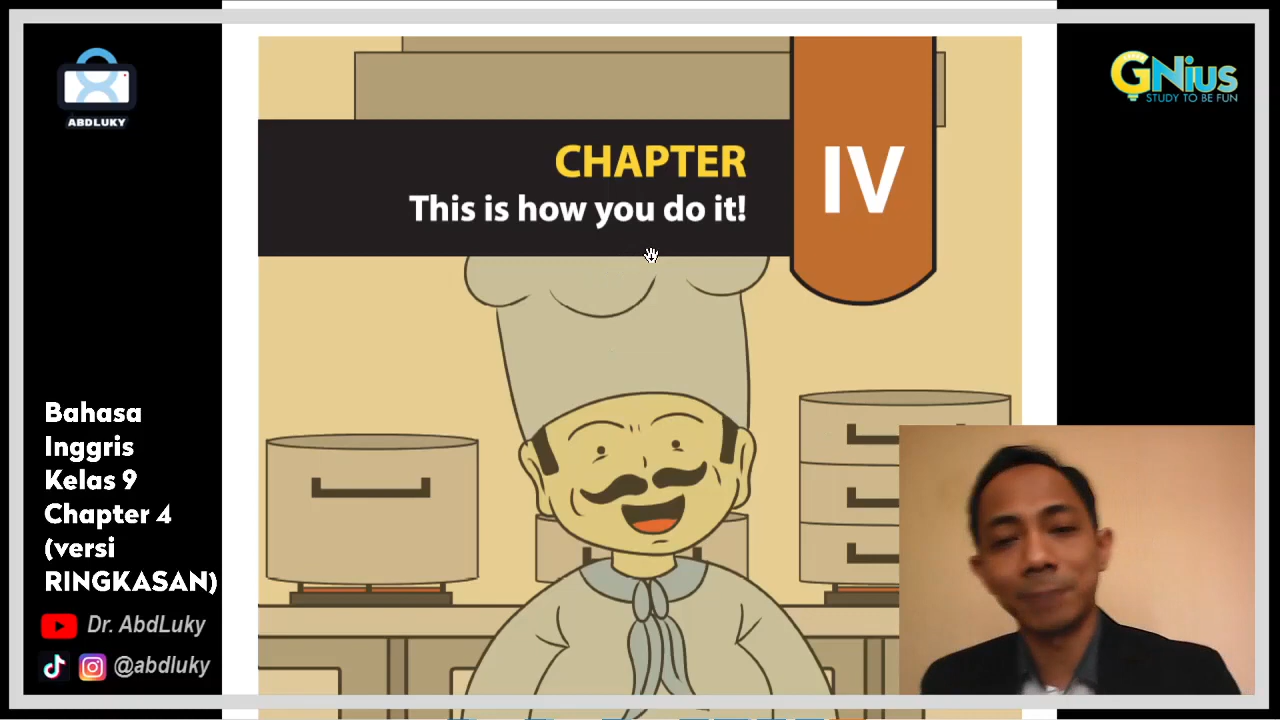 ABDLUKY
GNius
STUDY TO BE FUN
CHAPTER
This is how you do it!
IV
Bahasa
Inggris
Kelas 9
Chapter 4
(versi
RINGKASAN)
Dr. AbdLuky
@abdluky